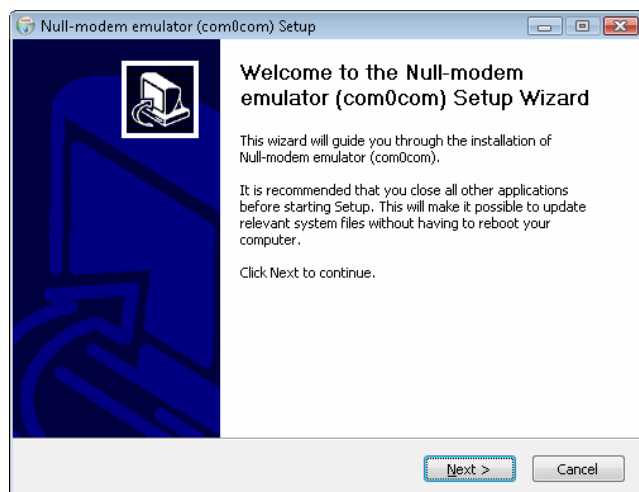 Null-modem emulator (com0com) Setup
Welcome to the Null-modem
emulator (com0com) Setup Wizard
This wizard will guide you through the installation of
Null-modem emulator (com0com).
It is recommended that you close all other applications
before starting Setup. This will make it possible to update
relevant system files without having to reboot your
computer.
Click Next to continue.
Next >
Cancel